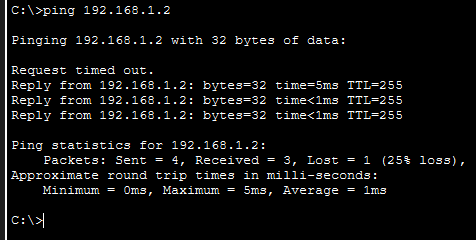 C:\>ping 192.168.1.2
Pinging 192.168.1.2 with 32 bytes of data:
Request timed out.
Reply from 192.168.1.2: bytes=32 time=5ms TTL=255
Reply from 192.168.1.2: bytes=32 time<1ms TTL=255
Reply from 192.168.1.2: bytes=32 time<1ms TTL=255
Ping statistics for 192.168.1.2:
Packets: Sent = 4, Received = 3, Lost = 1 (25% loss),
Approximate round trip times in milli-seconds:
Minimum = 0ms, Maximum = 5ms, Average = 1ms
C:\>